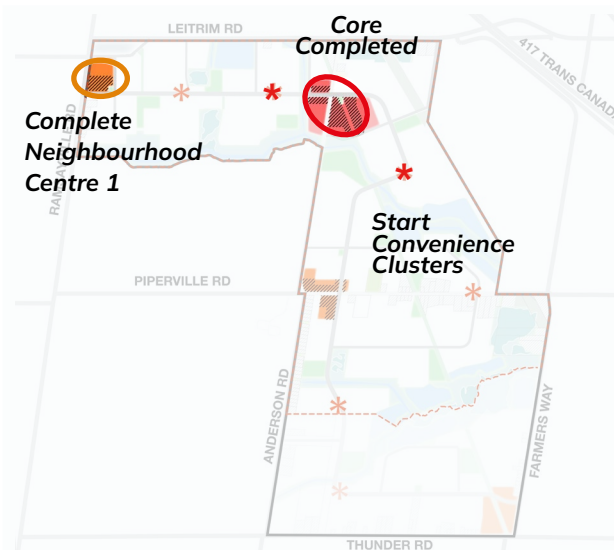 LEITRIM RD
Core
Completed
417 TRANS CANADA
Complete
Neighbourhood
Centre 1
Start
Convenience
Clusters
PIPERVILLE RD
ANDERSON RD
FARMERS WAY
THUNDER RD